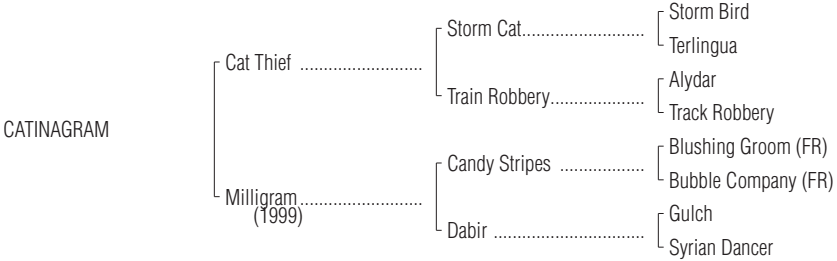 Storm Bird
Storm Cat..........................
Terlingua
Cat Thief ..........................
Alydar
Train Robbery....................
Track Robbery
CATINAGRAM
Blushing Groom (FR)
Candy Stripes ..................
Bubble Company (FR)
Milligram..........................
(1999)
Gulch
Dabir ................................
Syrian Dancer